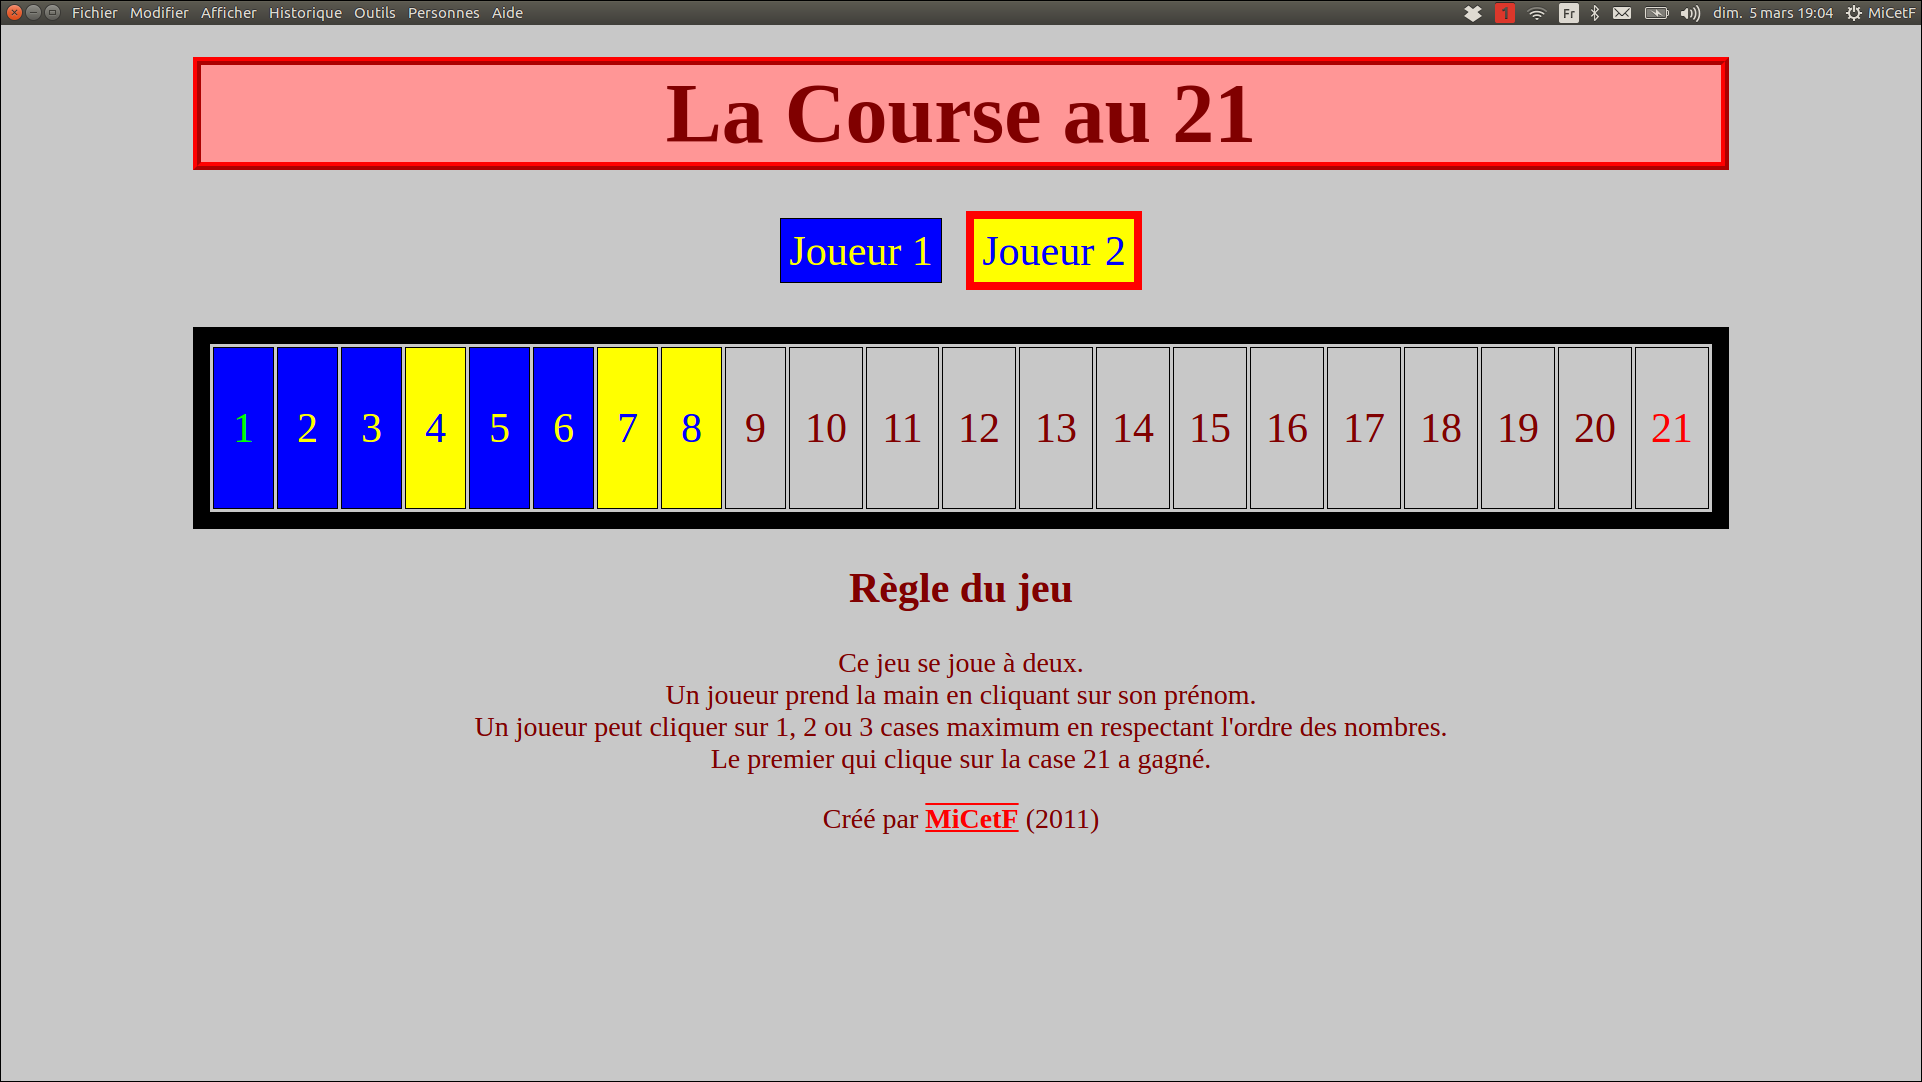 Fichier Modifier Afficher Historique Outils Personnes Aide 1 Fr dim. 5 mars 19:04 MiCetF
La Course au 21
Joueur 1 Joueur 2
1 2 3 4 5 6 7 8 9 10 11 12 13 14 15 16 17 18 19 20 21
Règle du jeu
Ce jeu se joue à deux.
Un joueur prend la main en cliquant sur son prénom.
Un joueur peut cliquer sur 1, 2 ou 3 cases maximum en respectant l'ordre des nombres.
Le premier qui clique sur la case 21 a gagné.
Créé par MiCetF (2011)